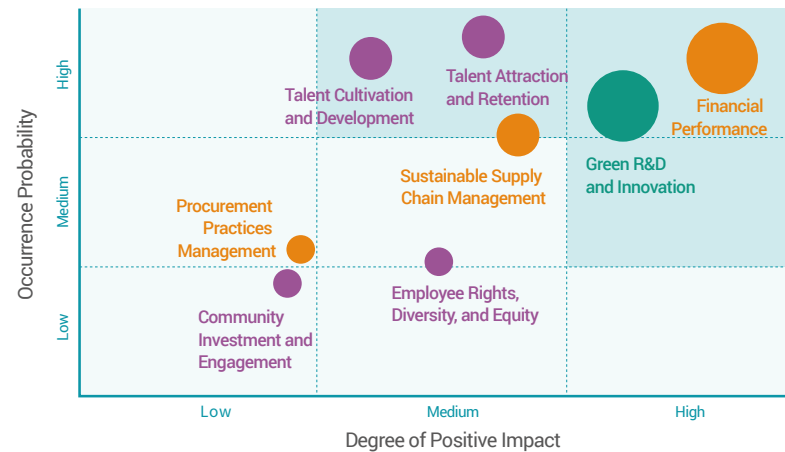 Occurrence Probability
High
Medium
Low
Talent Cultivation
and Development
Talent Attraction
and Retention
Financial
Performance
Green R&D
and Innovation
Sustainable Supply
Chain Management
Procurement
Practices
Management
Employee Rights,
Diversity, and Equity
Community
Investment and
Engagement
Low
Medium
High
Degree of Positive Impact